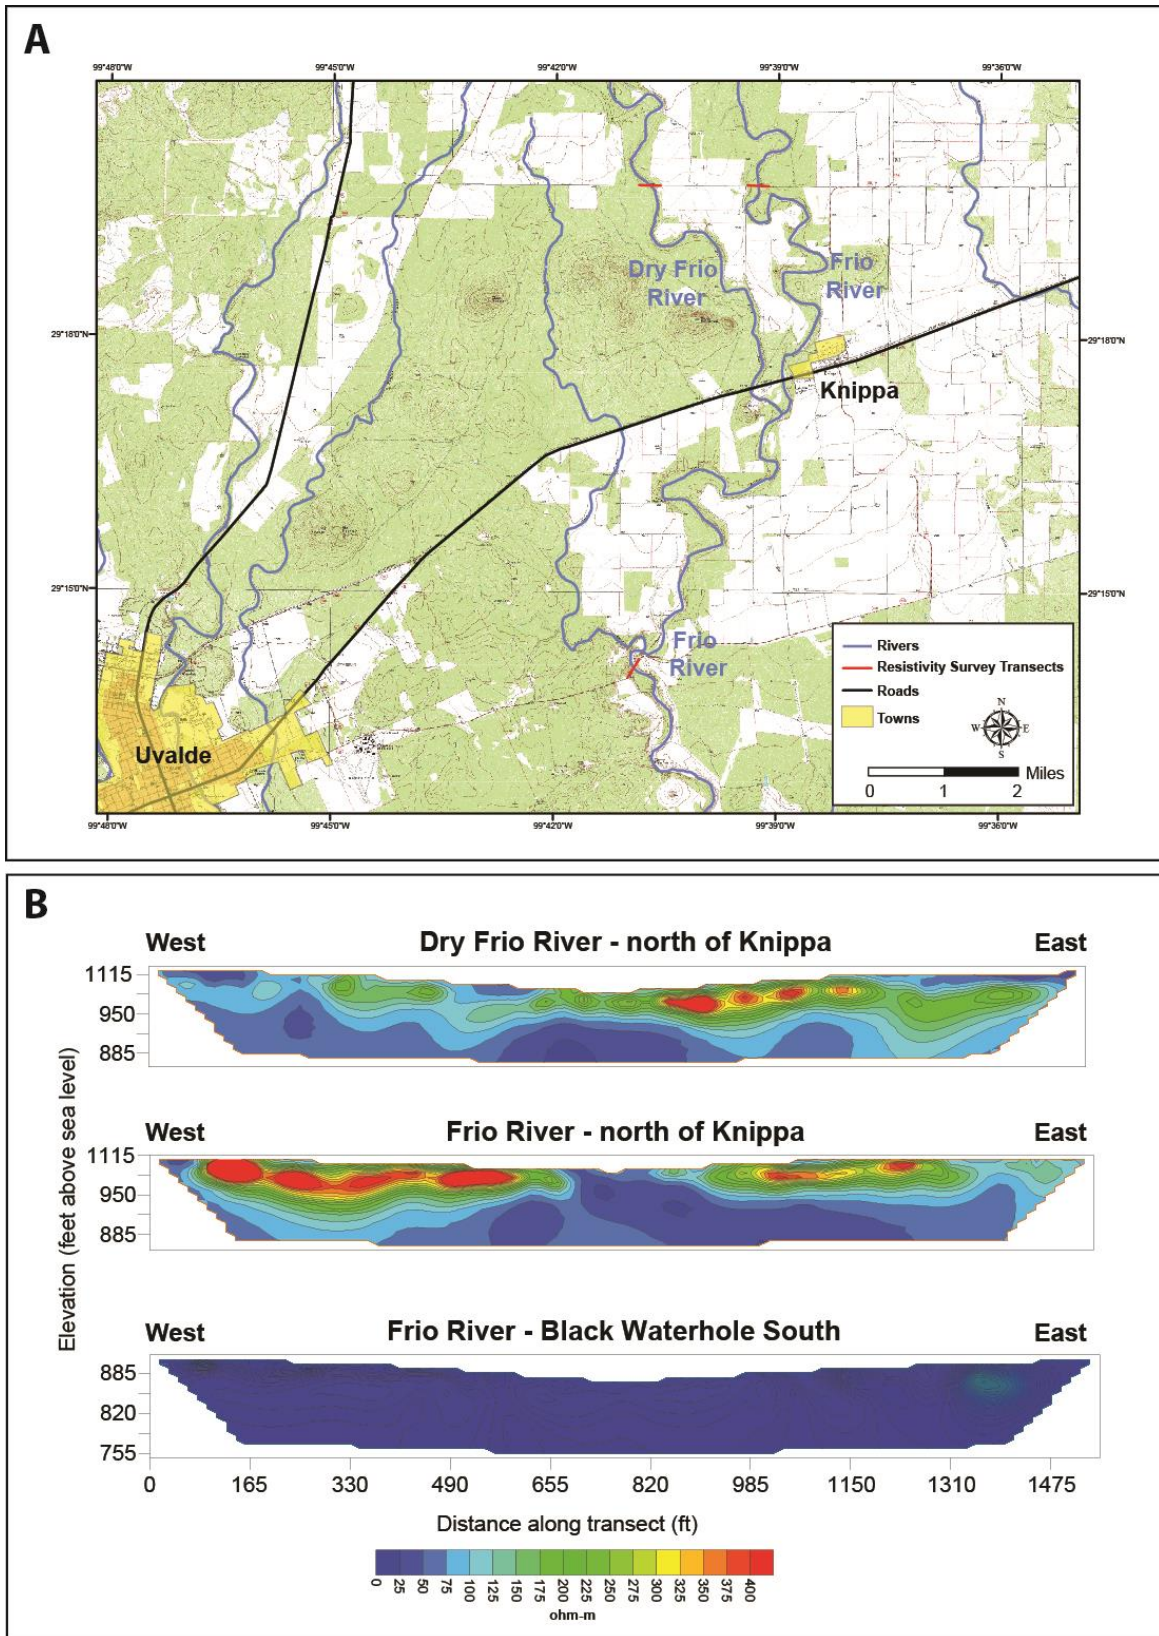 A
99°48'0"W
99°45'0"W
99°42'0"W
99°39'0"W
99°36'0"W
Dry Frio
River
Frio
River
29°18'0"N
29°18'0"N
Knippa
29°15'0"N
29°15'0"N
Frio
River
Uvalde
Rivers
Resistivity Survey Transects
Roads
Towns
N
W
E
S
Miles
0
1
2
99°48'0"W
99°45'0"W
99°42'0"W
99°39'0"W
99°36'0"W
B
West
Dry Frio River - north of Knippa
East
1115
950
885
West
Frio River - north of Knippa
East
1115
950
885
Elevation (feet above sea level)
West
Frio River - Black Waterhole South
East
885
820
755
0 165 330 490 655 820 985 1150 1310 1475
Distance along transect (ft)
0 25 50 75 100 125 150 175 200 225 250 275 300 325 350 375 400
ohm-m